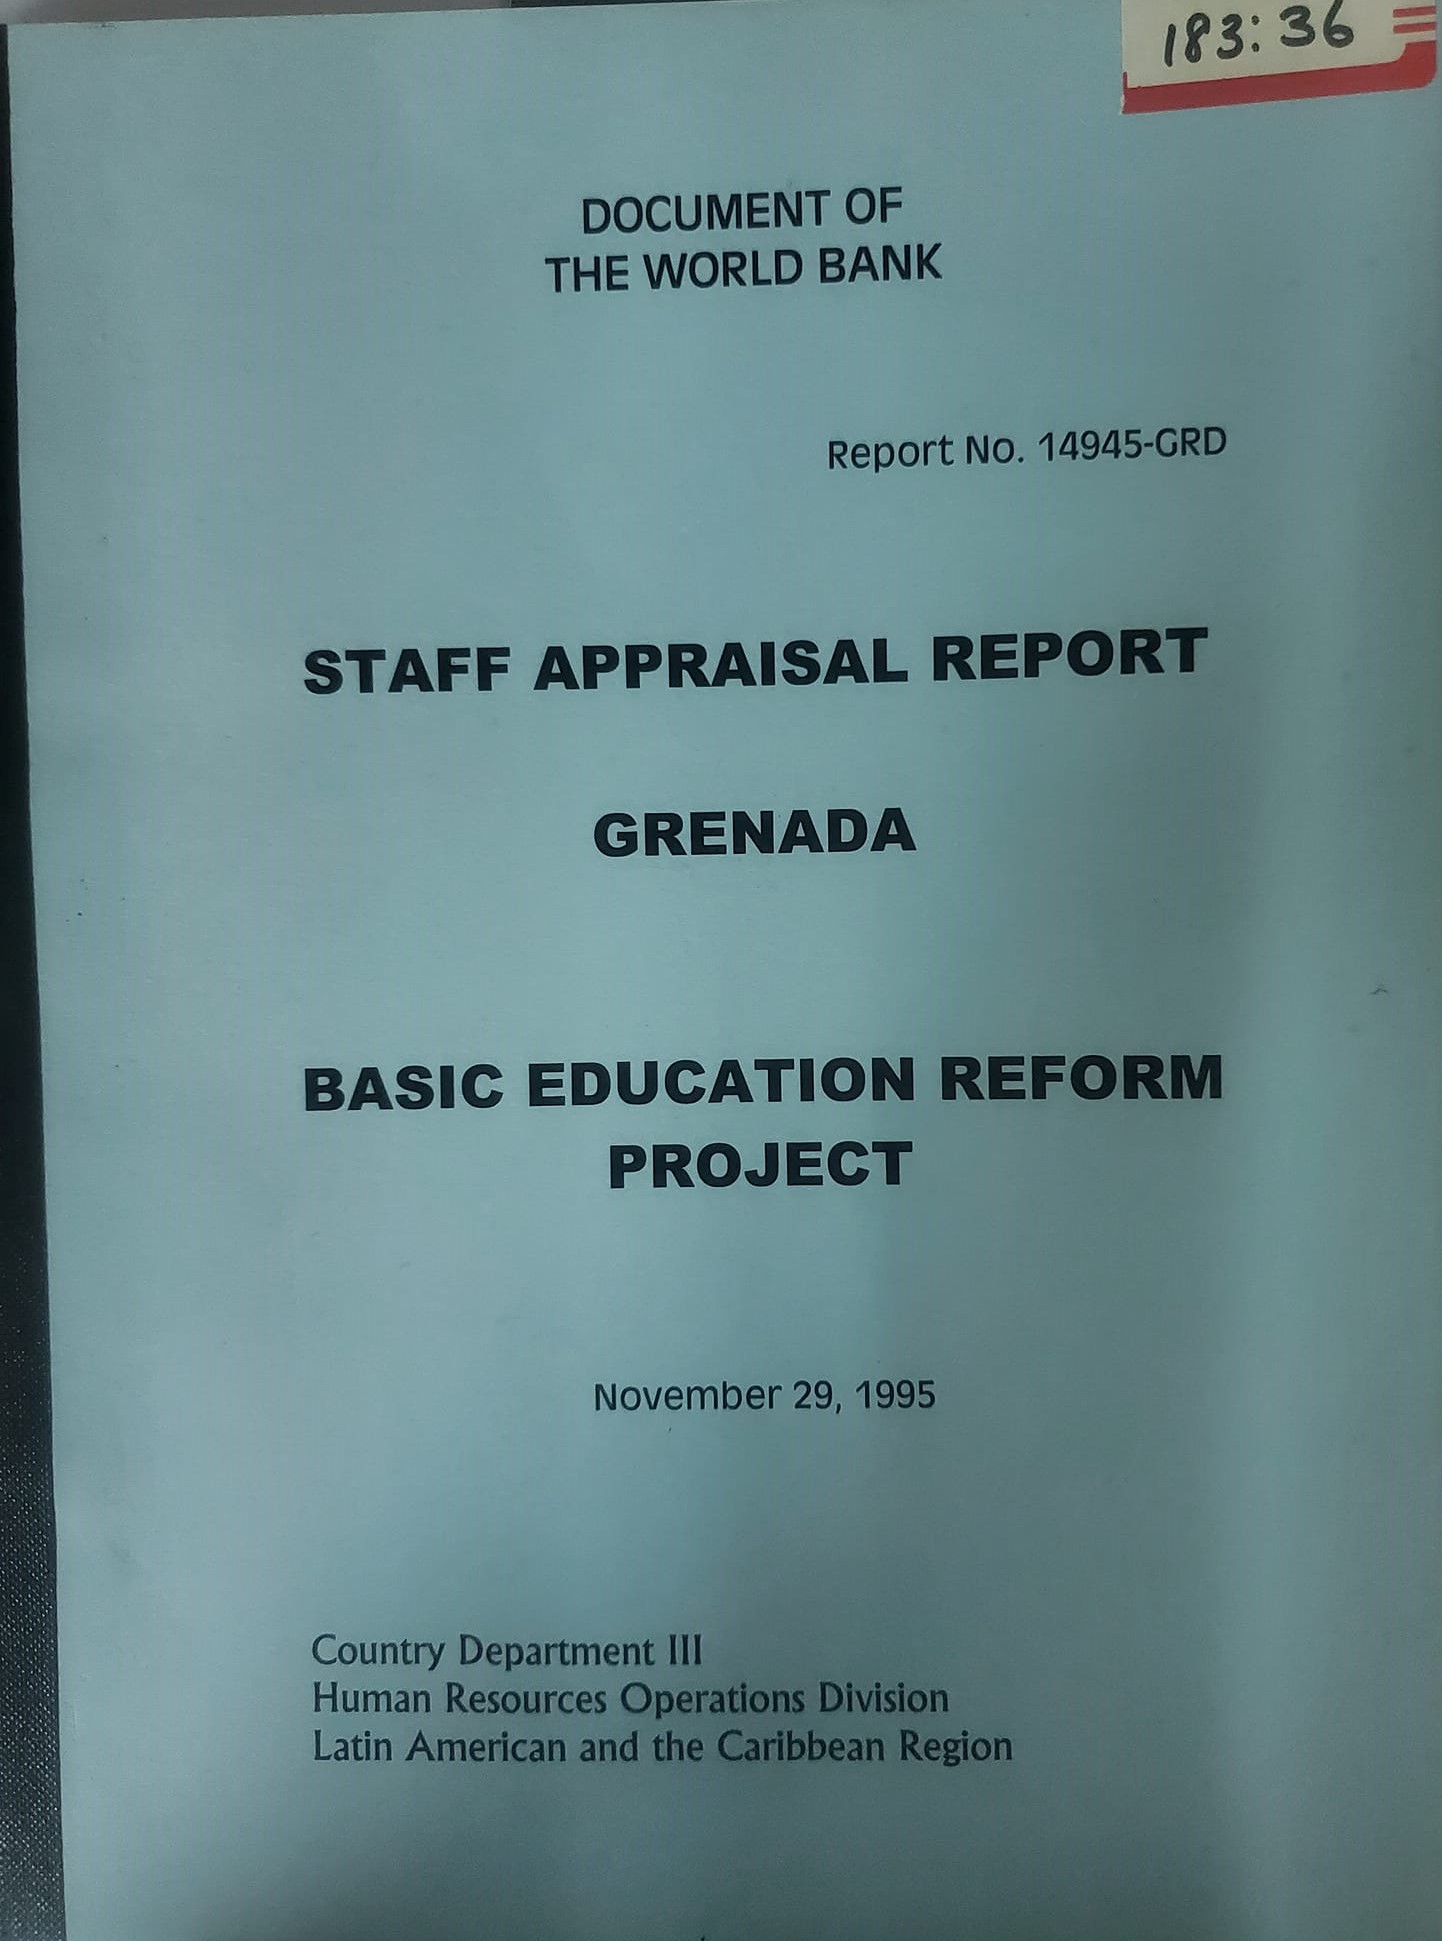 183:36
DOCUMENT OF
THE WORLD BANK
Report No. 14945-GRD
STAFF APPRAISAL REPORT
GRENADA
BASIC EDUCATION REFORM
PROJECT
November 29, 1995
Country Department III
Human Resources Operations Division
Latin American and the Caribbean Region